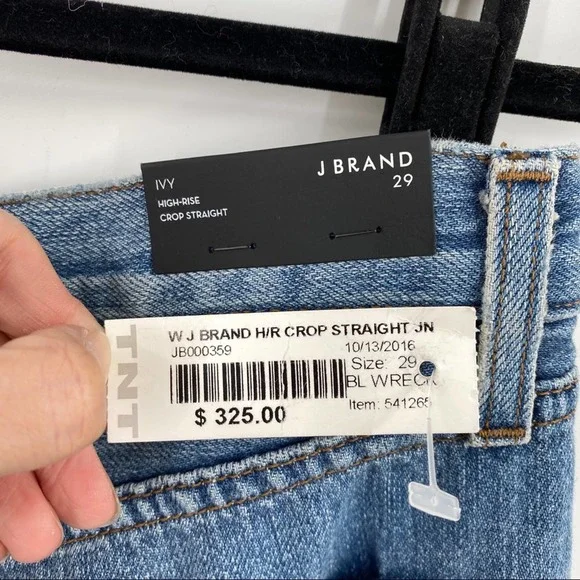 IVY
HIGH-RISE
CROP STRAIGHT
J BRAND
29
TNT
W J BRAND H/R CROP STRAIGHT JN
JB000359
10/13/2016
Size: 29
BL WRECK
Item: 541265
$ 325.00